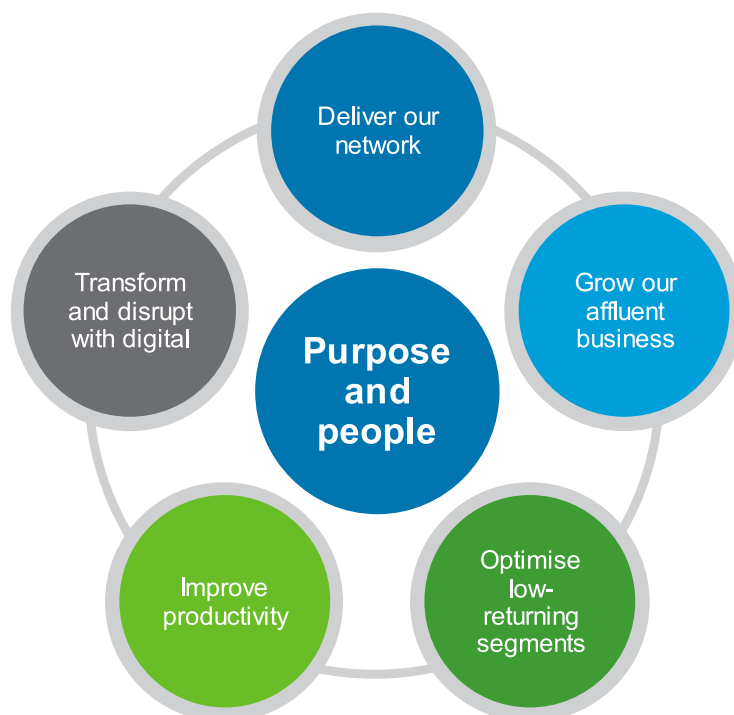 Deliver our
network
Grow our
affluent
business
Optimise
low-
returning
segments
Improve
productivity
Transform
and disrupt
with digital
Purpose
and
people